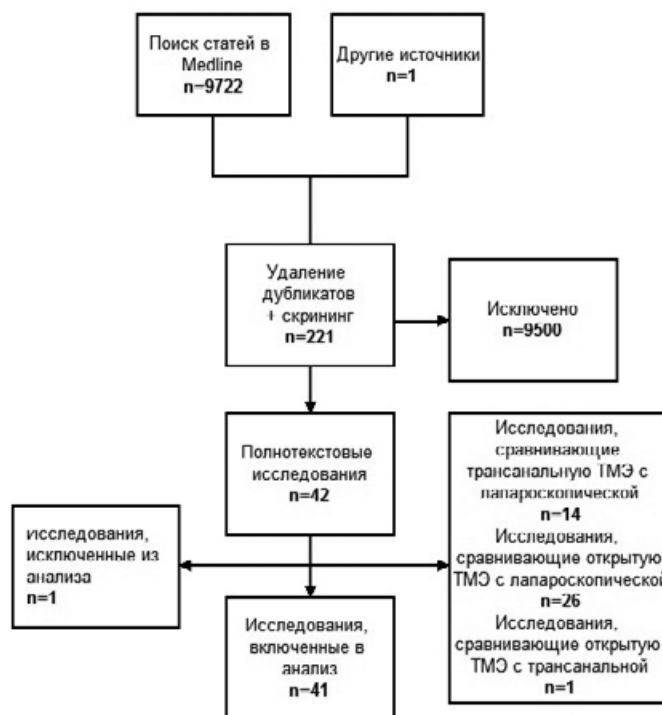 Поиск статей в
Medline
n=9722
Другие источники
n=1
Удаление
дубликатов
+ скрининг
n=221
Исключено
n=9500
Полнотекстовые
исследования
n=42
Исследования,
сравнивающие
трансанальную ТМЭ с
лапароскопической
n=14
Исследования,
сравнивающие открытую
ТМЭ с лапароскопической
n=26
Исследования,
сравнивающие открытую
ТМЭ с трансанальной
n=1
исследования,
исключенные из
анализа
n=1
Исследования,
включенные в
анализ
n=41